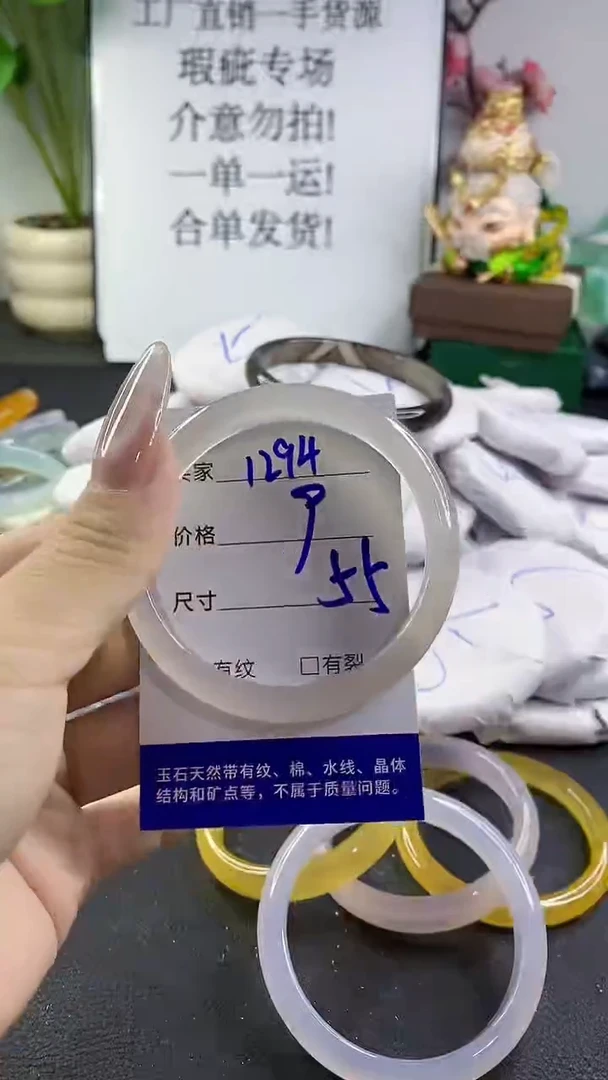 工厂直销一手货源
瑕疵专场
介意勿拍!
一单一运!
合单发货!
家 1294
价格
尺寸 55
有纹 □有裂
玉石天然带有纹、棉、水线、晶体
结构和矿点等，不属于质量问题。